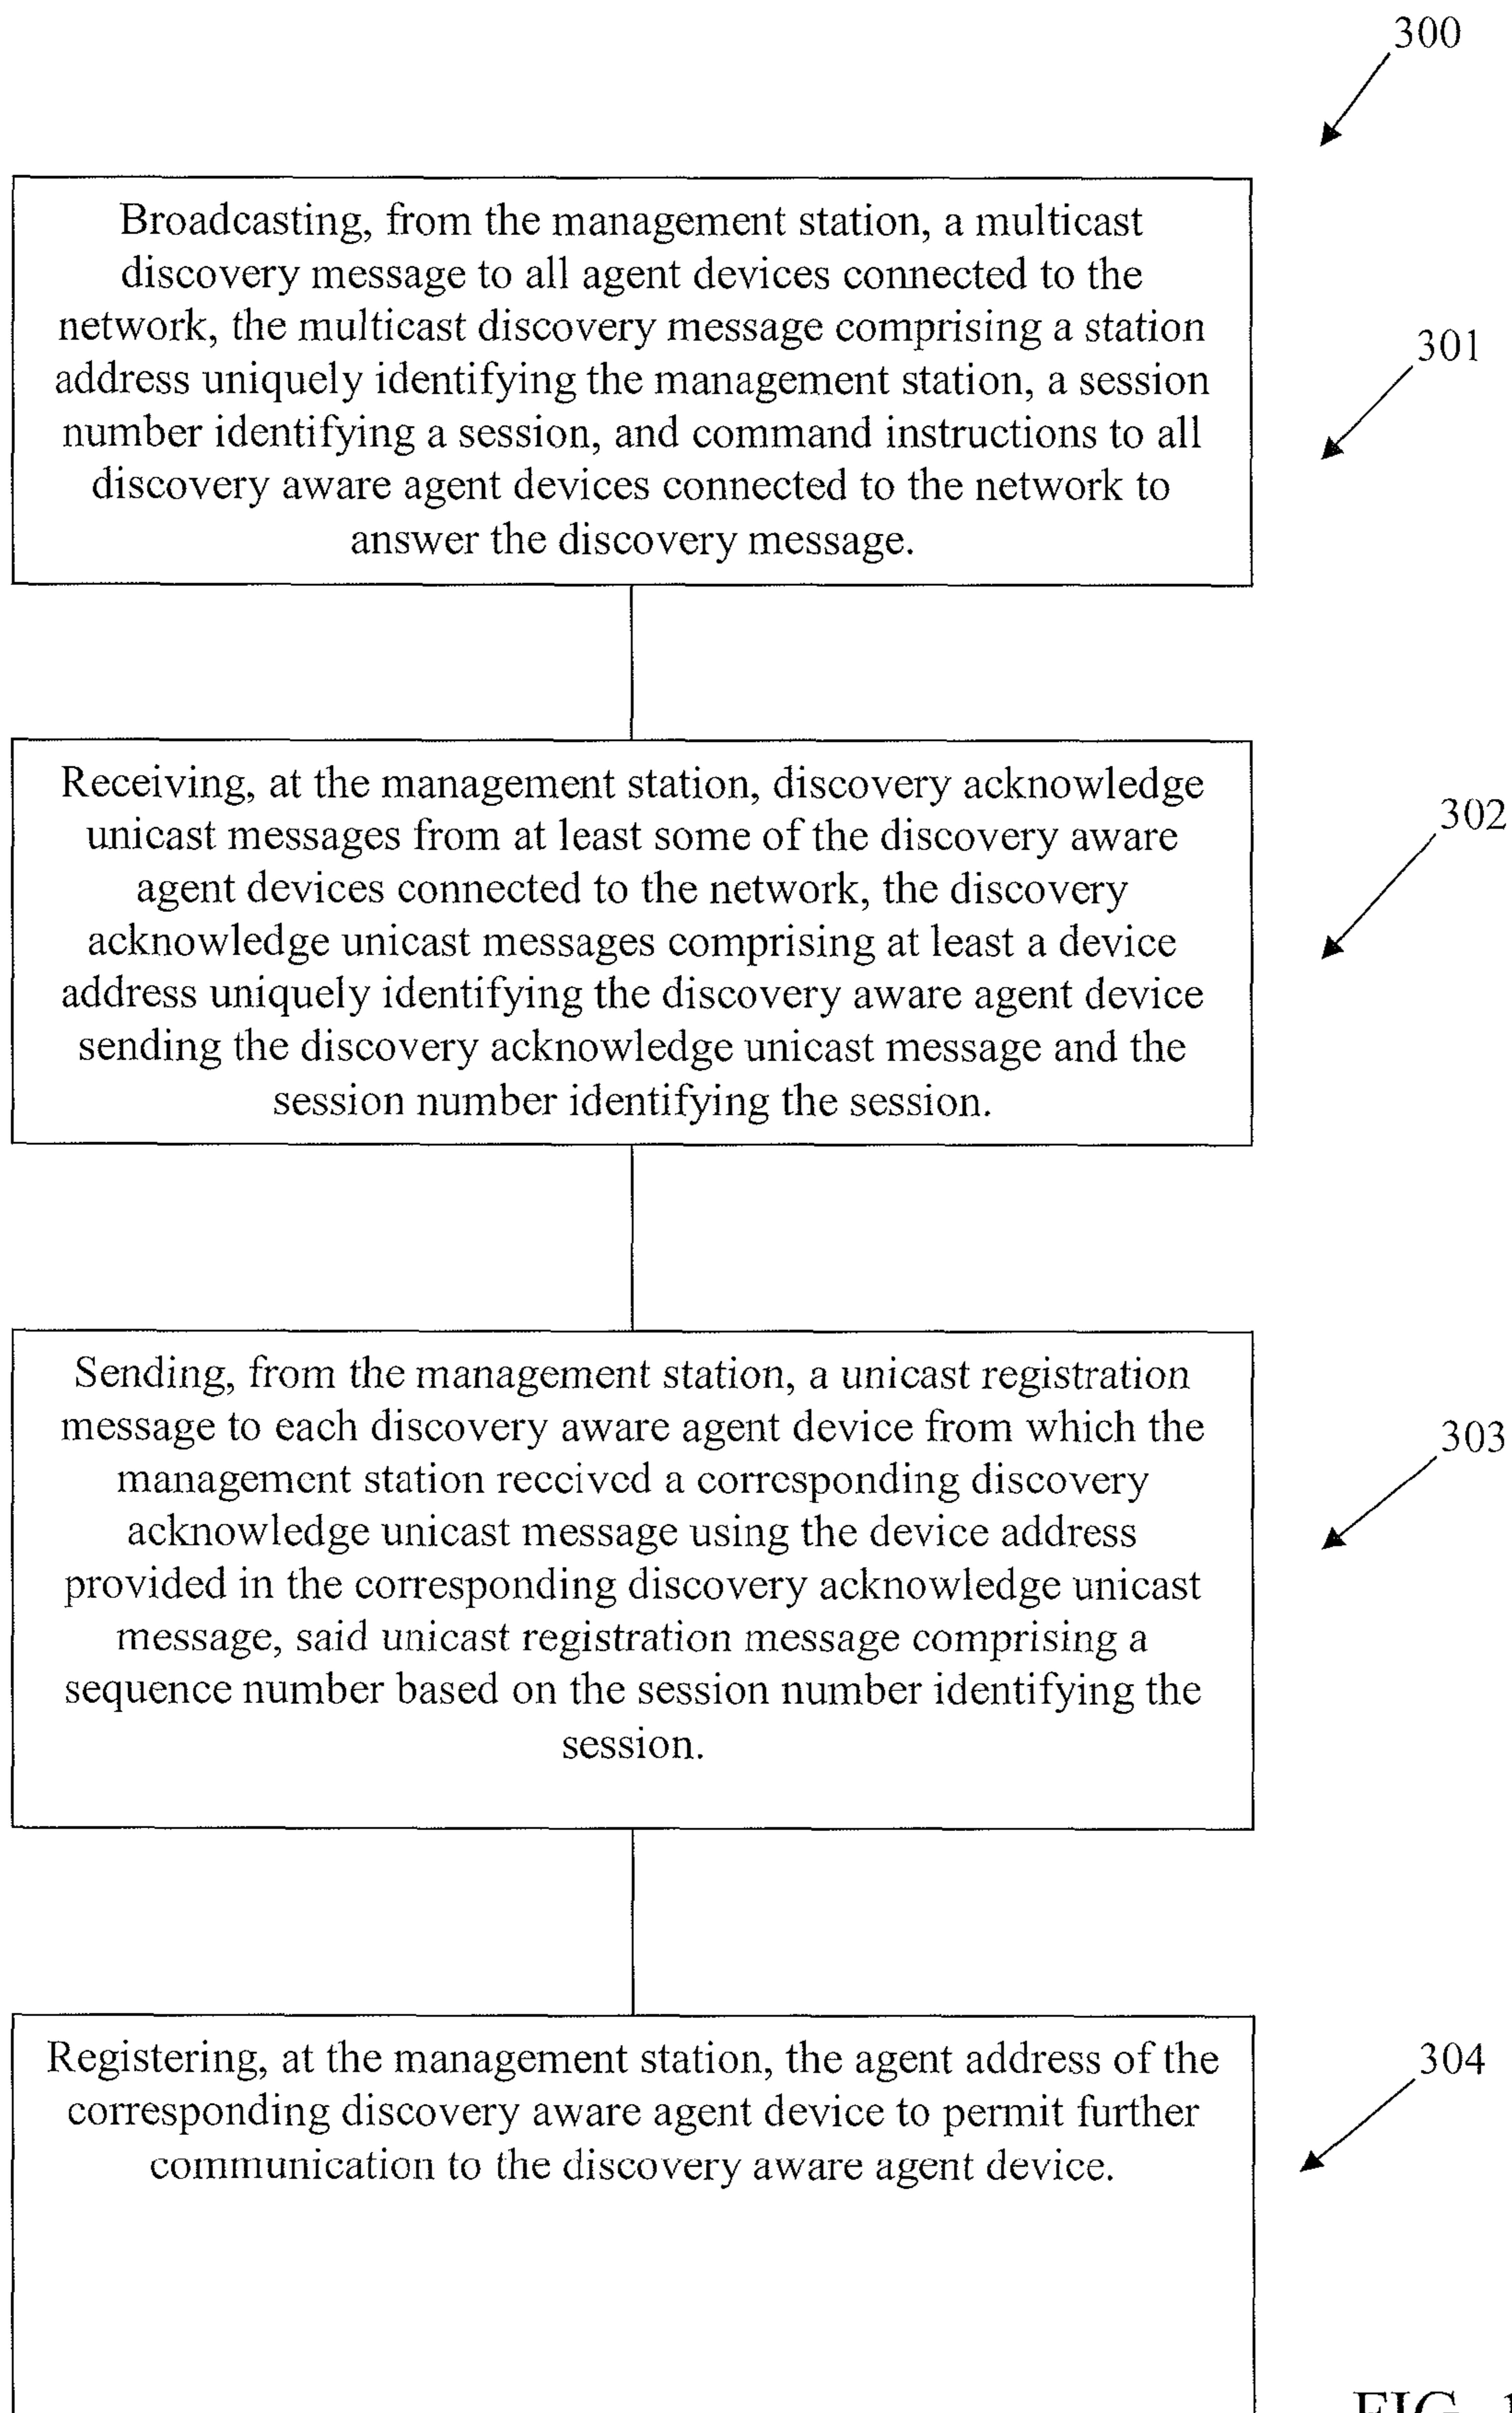 300
Broadcasting, from the management station, a multicast
discovery message to all agent devices connected to the
network, the multicast discovery message comprising a station
address uniquely identifying the management station, a session
number identifying a session, and command instructions to all
discovery aware agent devices connected to the network to
answer the discovery message.
301
Receiving, at the management station, discovery acknowledge
unicast messages from at least some of the discovery aware
agent devices connected to the network, the discovery
acknowledge unicast messages comprising at least a device
address uniquely identifying the discovery aware agent device
sending the discovery acknowledge unicast message and the
session number identifying the session.
302
Sending, from the management station, a unicast registration
message to each discovery aware agent device from which the
management station received a corresponding discovery
acknowledge unicast message using the device address
provided in the corresponding discovery acknowledge unicast
message, said unicast registration message comprising a
sequence number based on the session number identifying the
session.
303
Registering, at the management station, the agent address of the
corresponding discovery aware agent device to permit further
communication to the discovery aware agent device.
304
FIG.